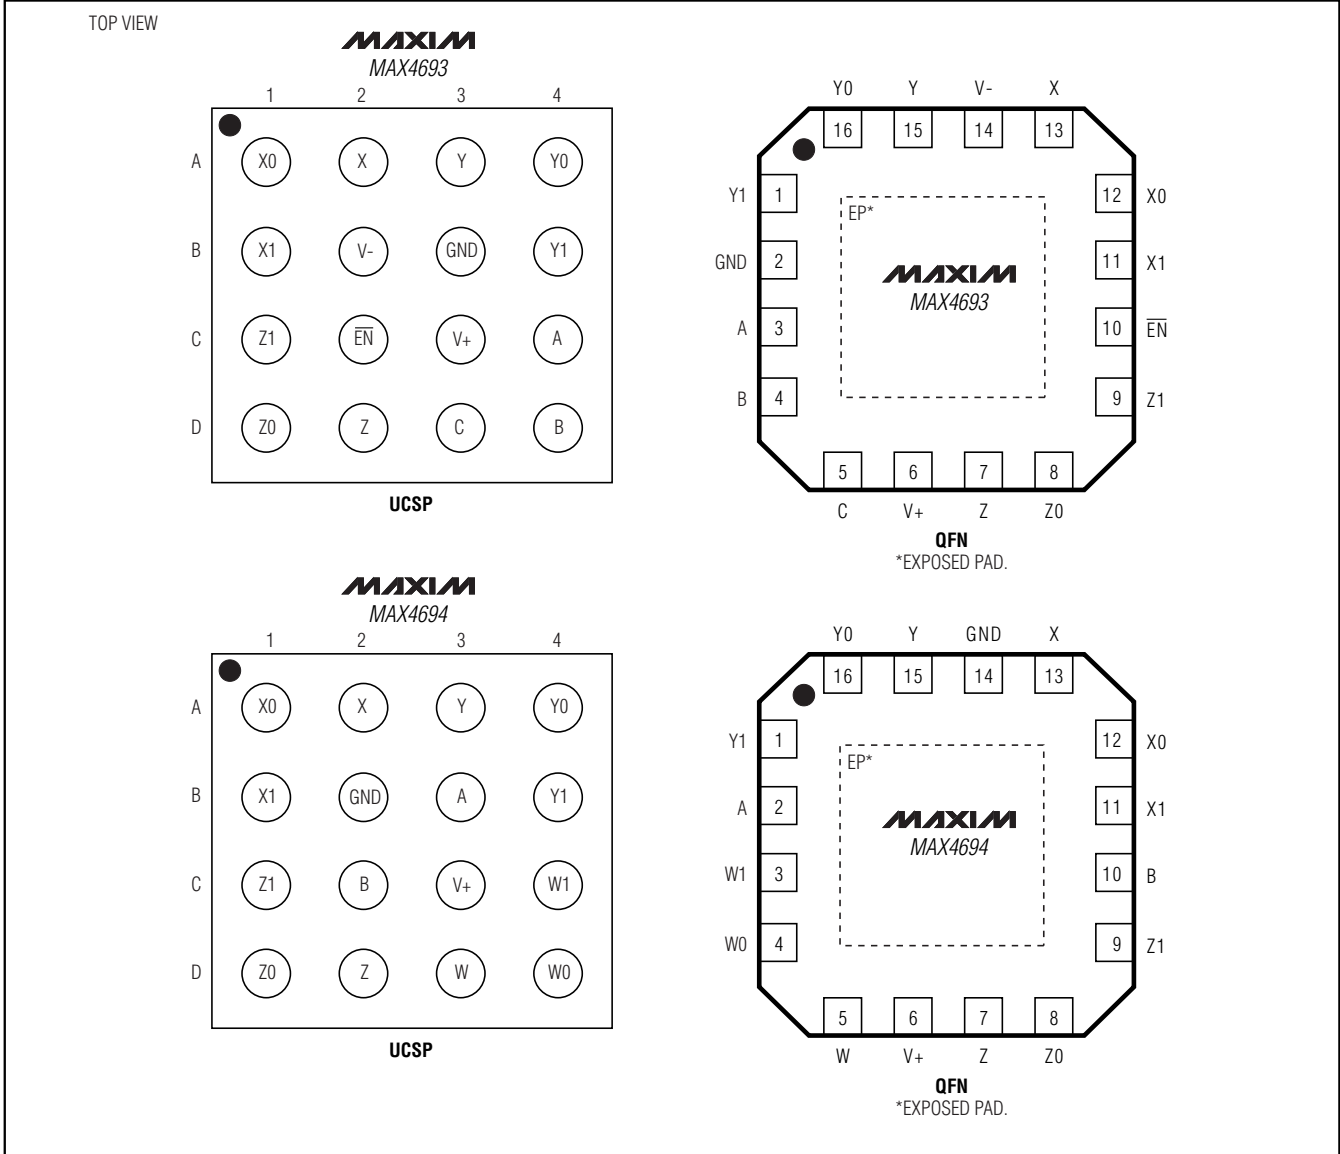 TOP VIEW
MAXIM
MAX4693
1 2 3 4
A X0 X Y Y0
B X1 V- GND Y1
C Z1 E̅N̅ V+ A
D Z0 Z C B
UCSP
Y0 Y V- X
16 15 14 13
Y1 1
GND 2
A 3
B 4
EP*
MAXIM
MAX4693
12 X0
11 X1
10 E̅N̅
9 Z1
5 6 7 8
C V+ Z Z0
QFN
*EXPOSED PAD.
MAXIM
MAX4694
1 2 3 4
A X0 X Y Y0
B X1 GND A Y1
C Z1 B V+ W1
D Z0 Z W W0
UCSP
Y0 Y GND X
16 15 14 13
Y1 1
A 2
W1 3
W0 4
EP*
MAXIM
MAX4694
12 X0
11 X1
10 B
9 Z1
5 6 7 8
W V+ Z Z0
QFN
*EXPOSED PAD.